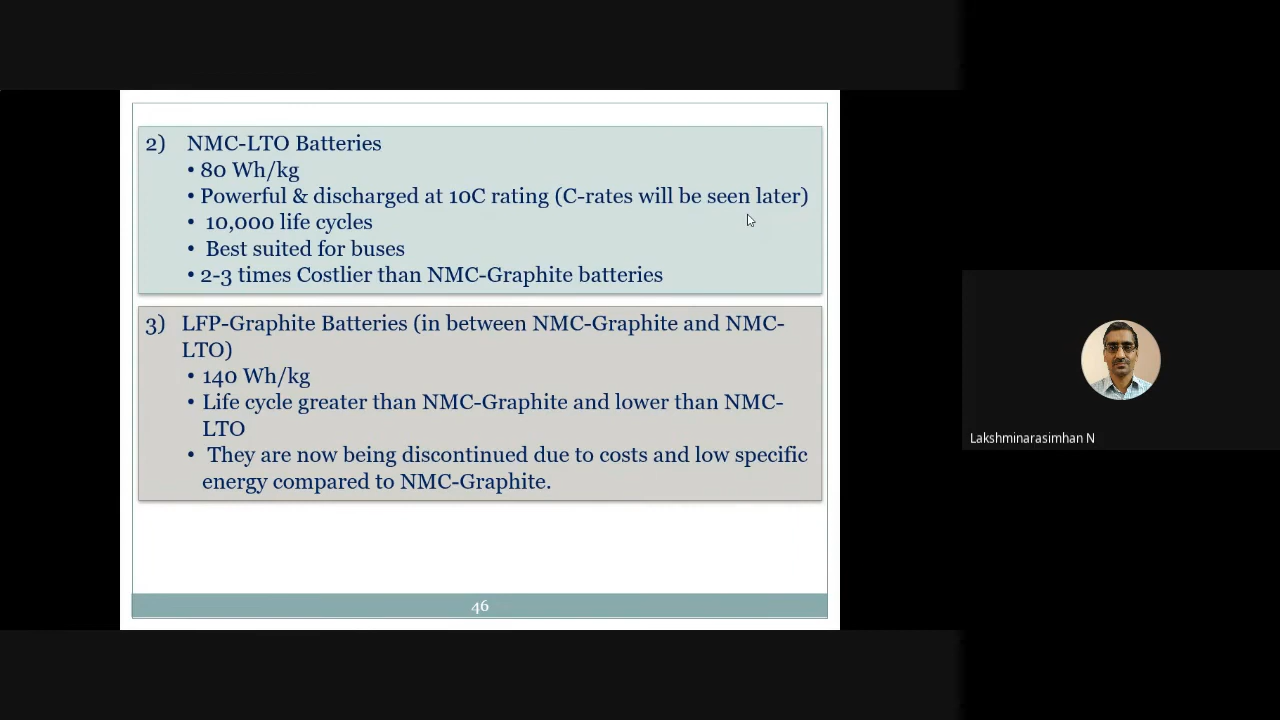 2) NMC-LTO Batteries
• 80 Wh/kg
• Powerful & discharged at 10C rating (C-rates will be seen later)
• 10,000 life cycles
• Best suited for buses
• 2-3 times Costlier than NMC-Graphite batteries
3) LFP-Graphite Batteries (in between NMC-Graphite and NMC-
LTO)
• 140 Wh/kg
• Life cycle greater than NMC-Graphite and lower than NMC-
LTO
• They are now being discontinued due to costs and low specific
energy compared to NMC-Graphite.
46
Lakshminarasimhan N